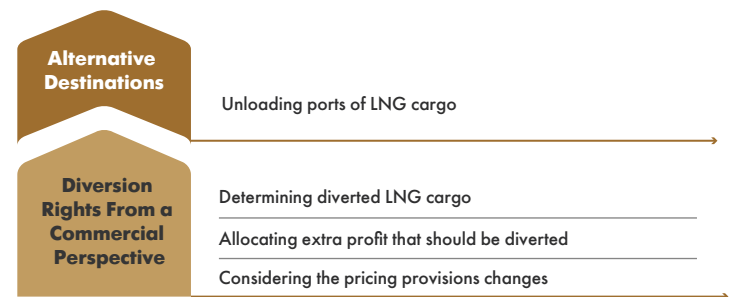 Alternative
Destinations
Unloading ports of LNG cargo
Diversion
Rights From a
Commercial
Perspective
Determining diverted LNG cargo
Allocating extra profit that should be diverted
Considering the pricing provisions changes